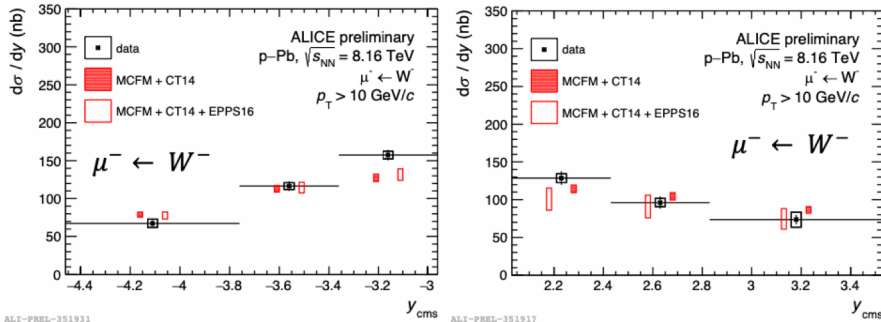 dσ/dy (nb)
350
300
250
200
150
100
50
0
ALICE preliminary
p−Pb, √sNN = 8.16 TeV
μ⁻ ← W⁻
pT > 10 GeV/c
data
MCFM + CT14
MCFM + CT14 + EPPS16
μ⁻ ← W⁻
−4.4 −4.2 −4 −3.8 −3.6 −3.4 −3.2 −3
ycms
ALI-PREL-351931
dσ/dy (nb)
350
300
250
200
150
100
50
0
ALICE preliminary
p−Pb, √sNN = 8.16 TeV
μ⁻ ← W⁻
pT > 10 GeV/c
data
MCFM + CT14
MCFM + CT14 + EPPS16
μ⁻ ← W⁻
2.2 2.4 2.6 2.8 3 3.2 3.4
ycms
ALI-PREL-351917